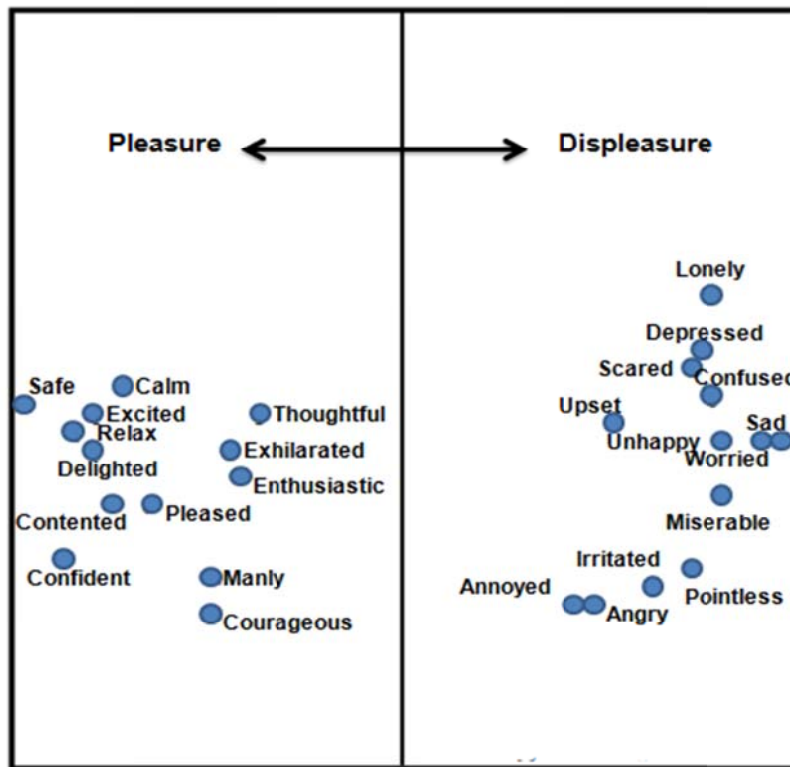 Pleasure
Displeasure
Lonely
Depressed
Scared
Confused
Safe
Calm
Excited
Thoughtful
Upset
Sad
Relax
Unhappy
Exhilarated
Worried
Delighted
Enthusiastic
Contented
Pleased
Miserable
Confident
Manly
Irritated
Annoyed
Pointless
Angry
Courageous